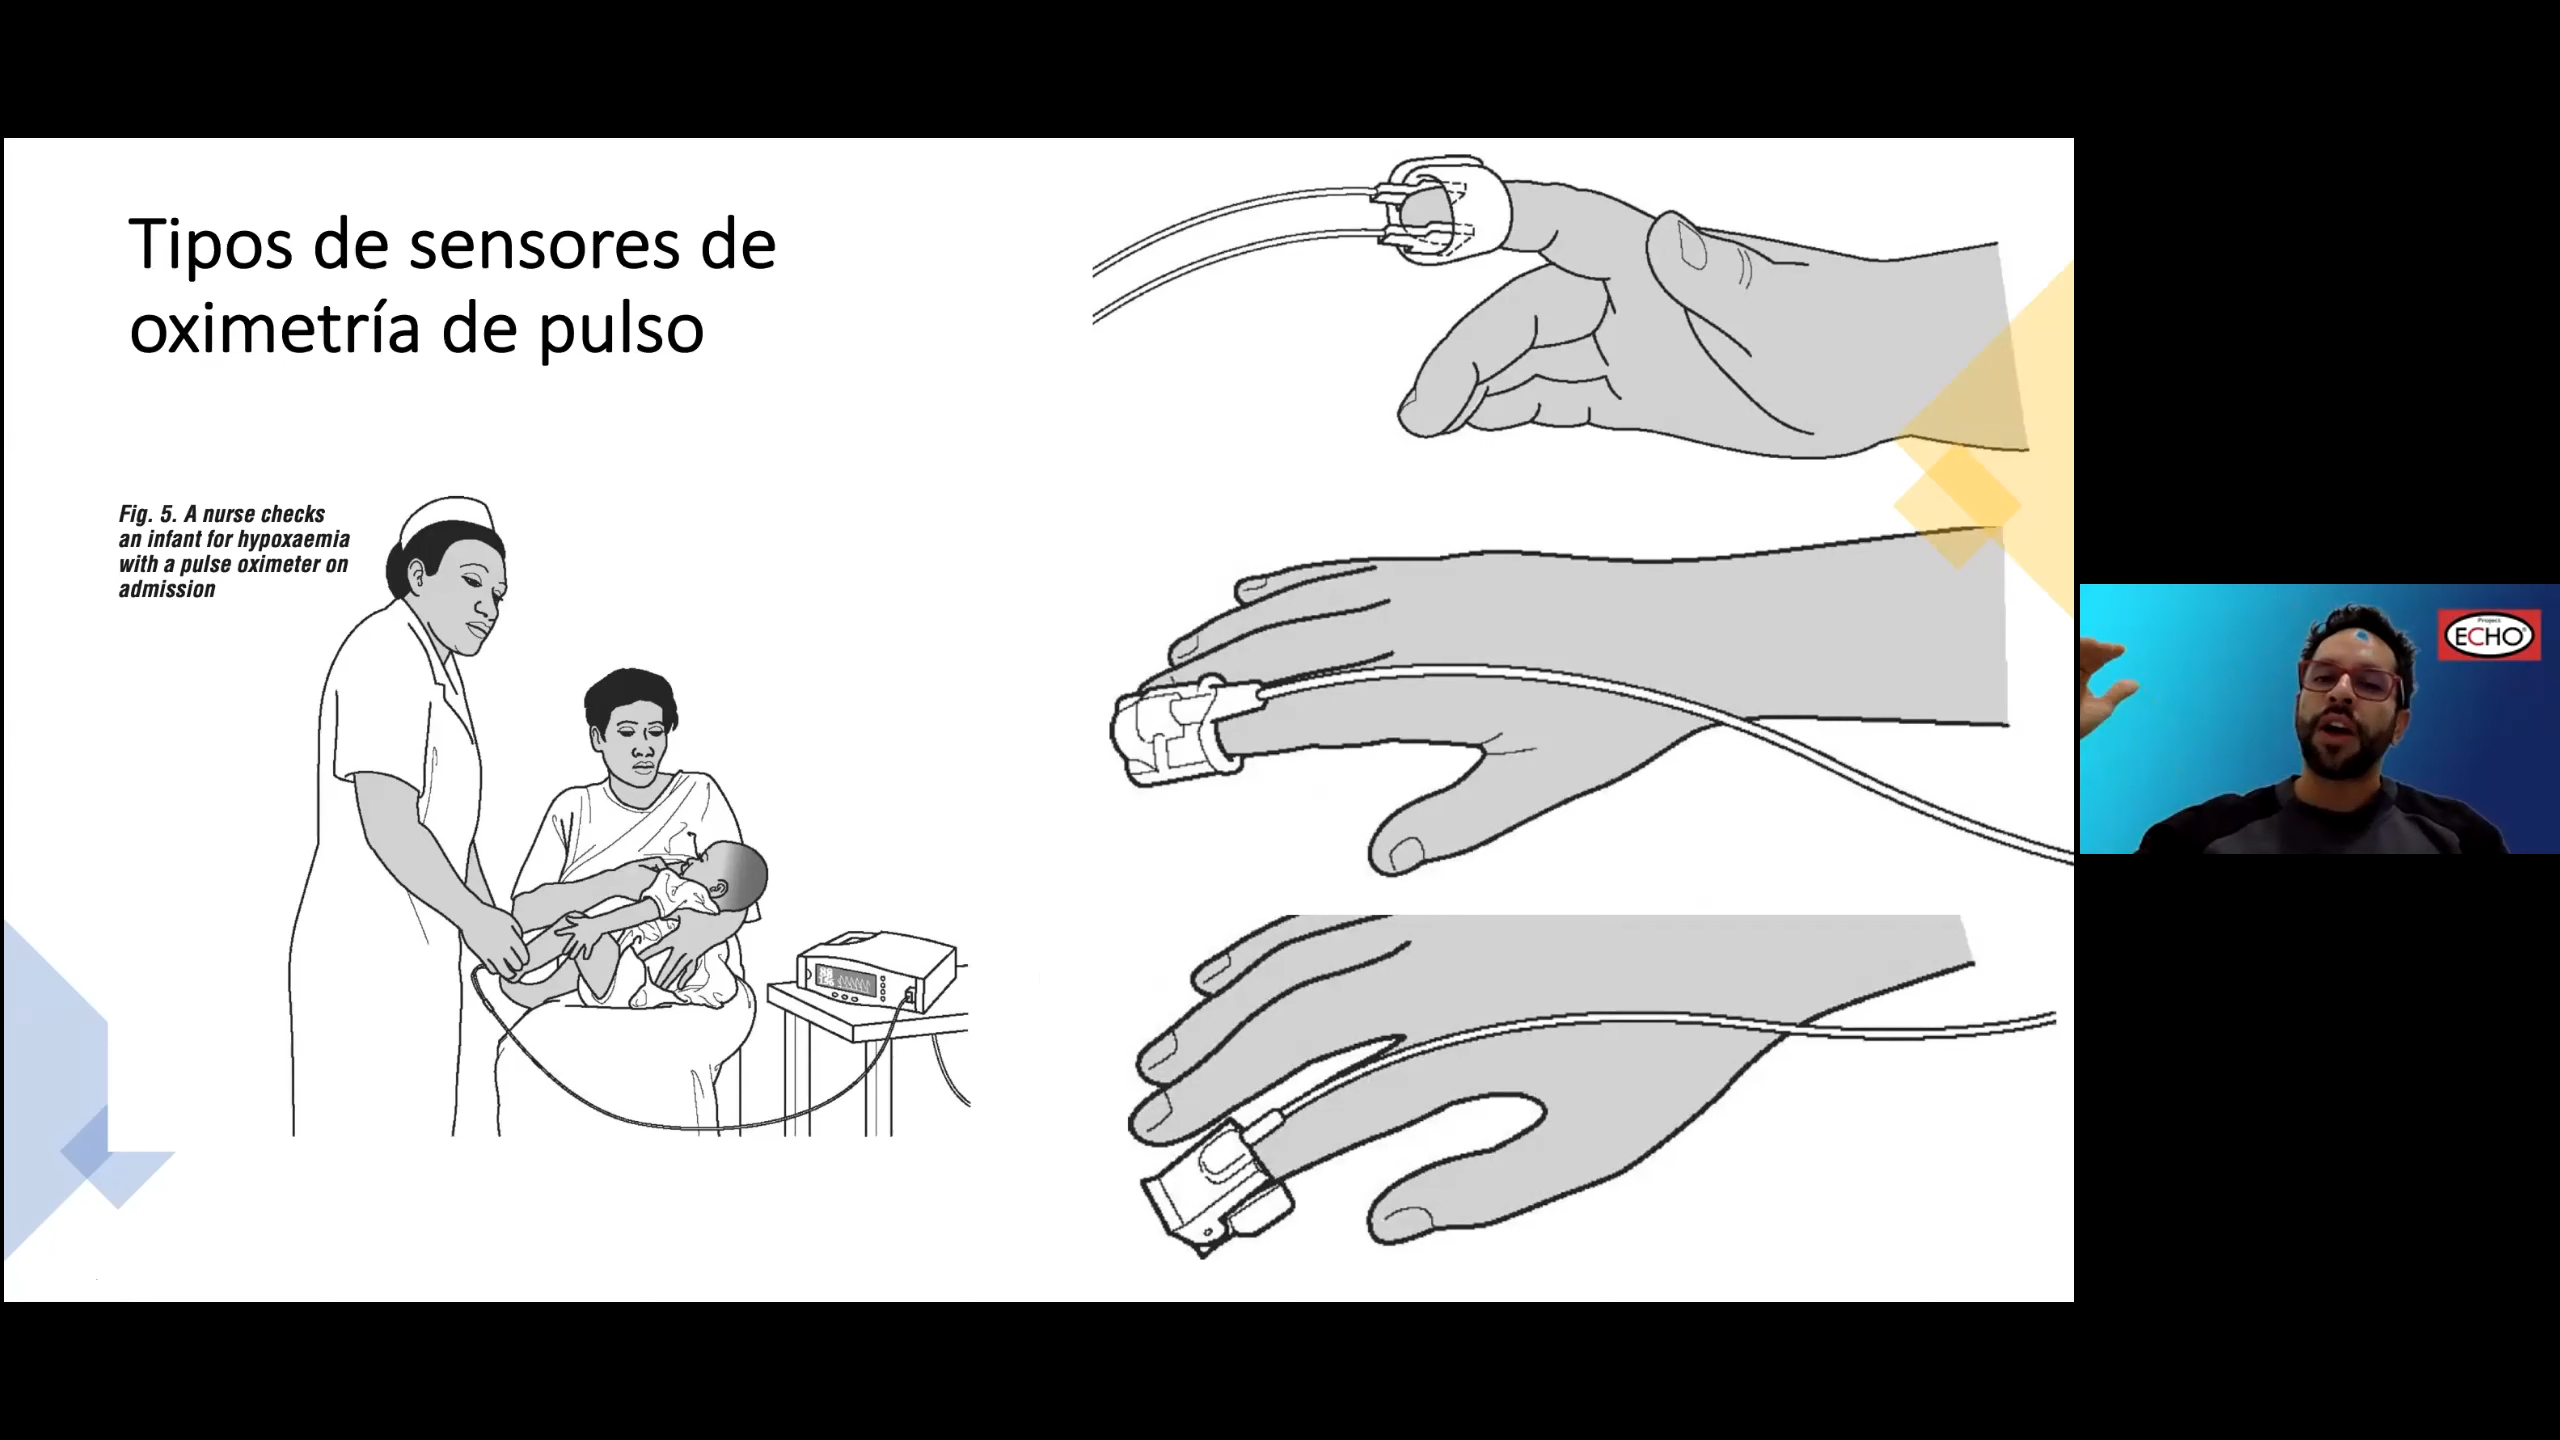 Tipos de sensores de
oximetría de pulso
Fig. 5. A nurse checks
an infant for hypoxaemia
with a pulse oximeter on
admission
Project
ECHO®